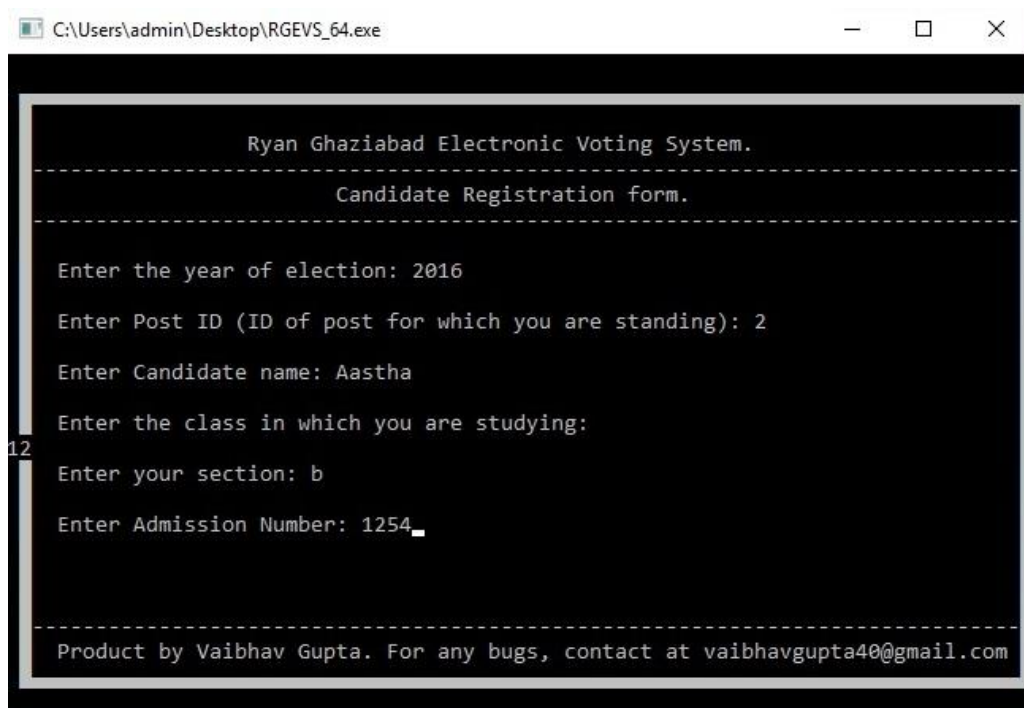 C:\Users\admin\Desktop\RGEVS_64.exe
Ryan Ghaziabad Electronic Voting System.
Candidate Registration form.
Enter the year of election: 2016
Enter Post ID (ID of post for which you are standing): 2
Enter Candidate name: Aastha
Enter the class in which you are studying:
12
Enter your section: b
Enter Admission Number: 1254
Product by Vaibhav Gupta. For any bugs, contact at vaibhavgupta40@gmail.com